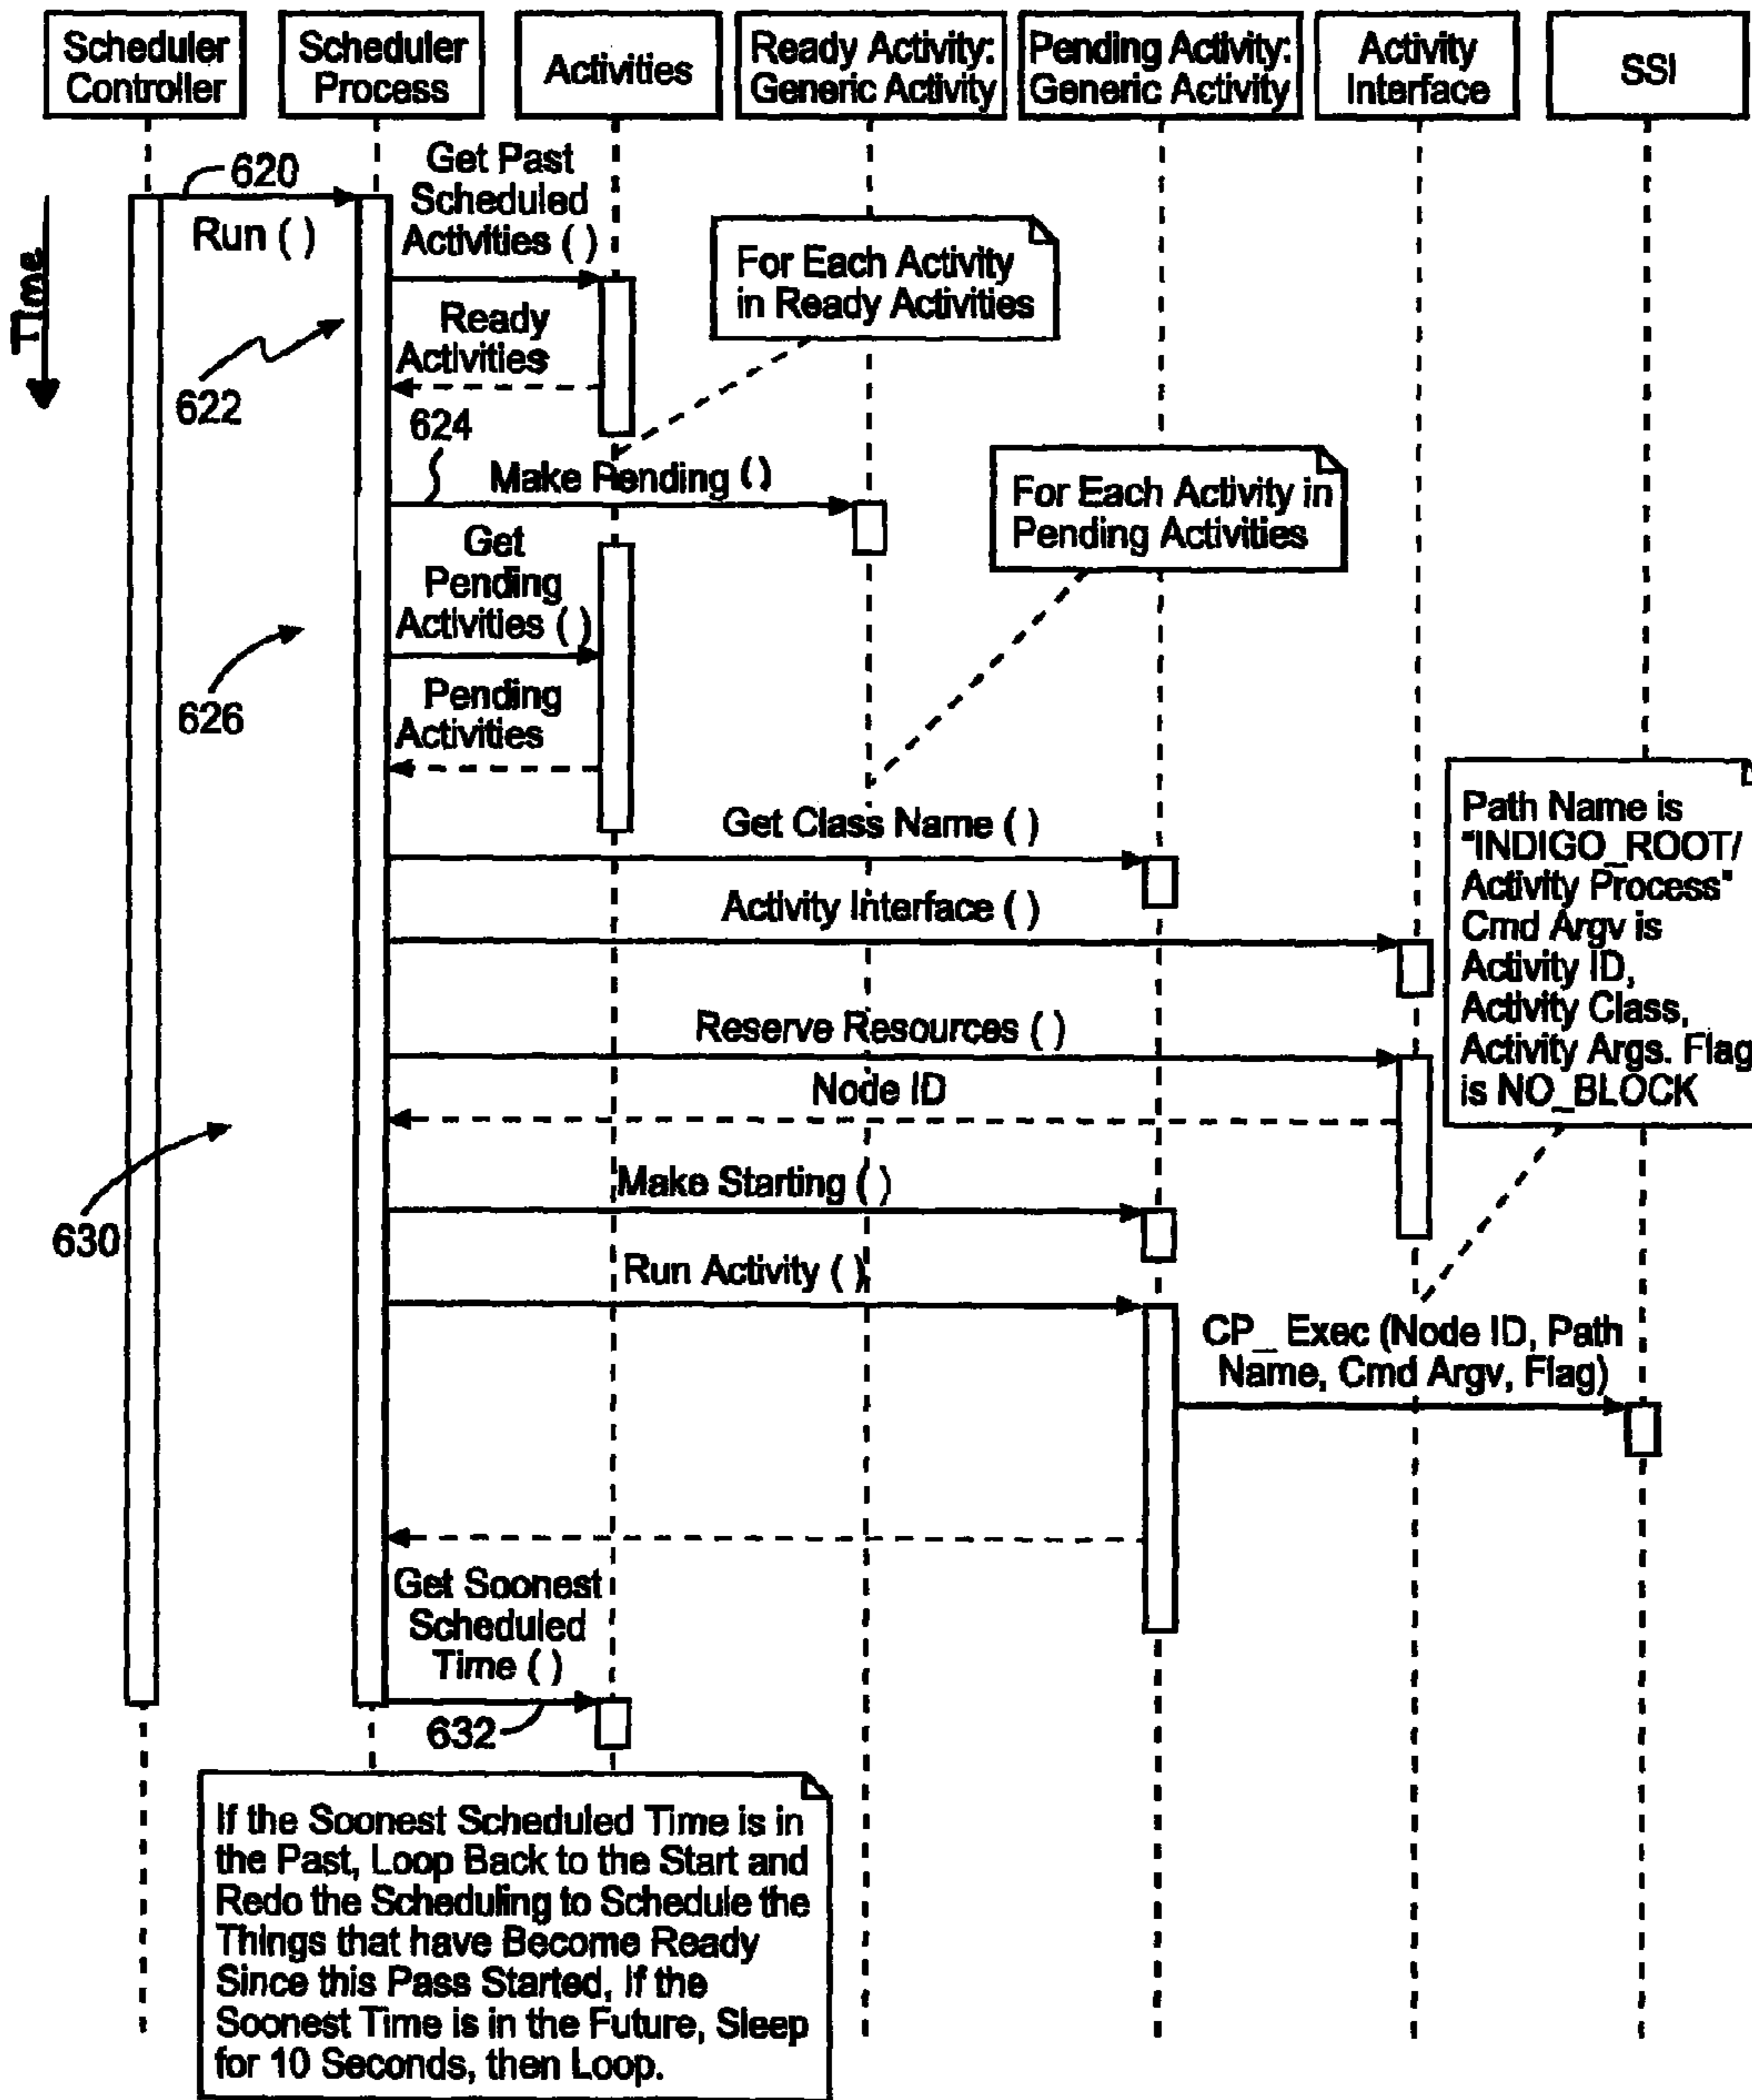 Scheduler
Controller
Scheduler
Process
Activities
Ready Activity:
Generic Activity
Pending Activity:
Generic Activity
Activity
Interface
SSI
Time
620
Run ( )
Get Past
Scheduled
Activities ( )
For Each Activity
in Ready Activities
Ready
Activities
622
624
Make Pending ()
For Each Activity in
Pending Activities
Get
Pending
Activities ( )
626
Pending
Activities
Get Class Name ( )
Path Name is
"INDIGO_ROOT/
Activity Process"
Cmd Argv is
Activity ID,
Activity Class,
Activity Args. Flag
is NO_BLOCK
Activity Interface ( )
Reserve Resources ( )
Node ID
630
Make Starting ( )
Run Activity ( )
CP_ Exec (Node ID, Path
Name, Cmd Argv, Flag)
Get Soonest
Scheduled
Time ( )
632
If the Soonest Scheduled Time is in
the Past, Loop Back to the Start and
Redo the Scheduling to Schedule the
Things that have Become Ready
Since this Pass Started, If the
Soonest Time is in the Future, Sleep
for 10 Seconds, then Loop.